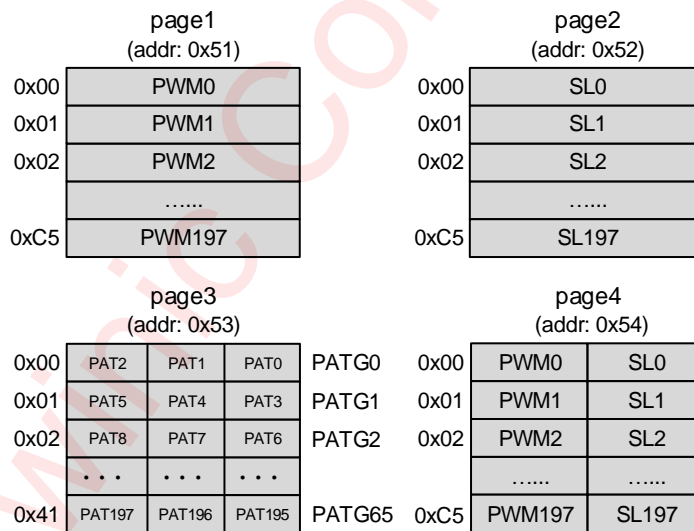 page1 page2
(addr: 0x51) (addr: 0x52)
0x00 PWM0 0x00 SL0
0x01 PWM1 0x01 SL1
0x02 PWM2 0x02 SL2
…... …...
0xC5 PWM197 0xC5 SL197
page3 page4
(addr: 0x53) (addr: 0x54)
0x00 PAT2 PAT1 PAT0 PATG0 0x00 PWM0 SL0
0x01 PAT5 PAT4 PAT3 PATG1 0x01 PWM1 SL1
0x02 PAT8 PAT7 PAT6 PATG2 0x02 PWM2 SL2
... ... ... …... …...
0x41 PAT197 PAT196 PAT195 PATG65 0xC5 PWM197 SL197
winic Co